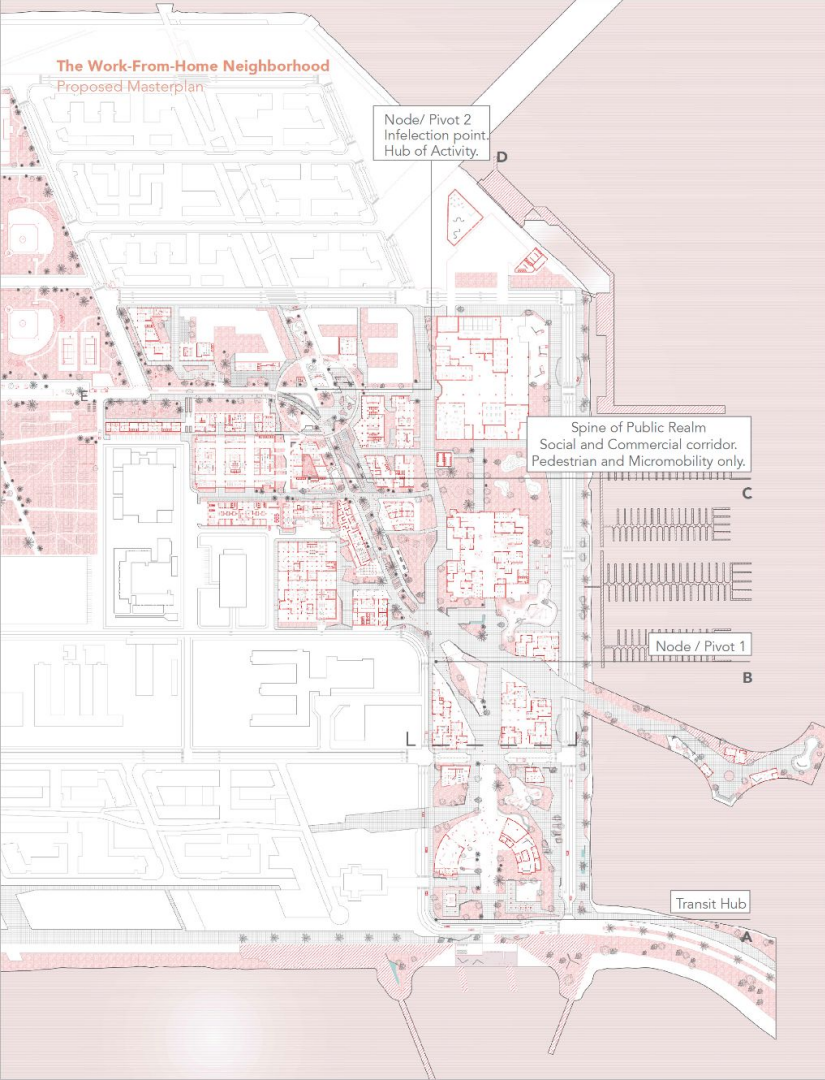 The Work-From-Home Neighborhood
Proposed Masterplan
Node/ Pivot 2
Infelection point.
Hub of Activity.
D
E
Spine of Public Realm
Social and Commercial corridor.
Pedestrian and Micromobility only.
C
Node / Pivot 1
B
Transit Hub
A